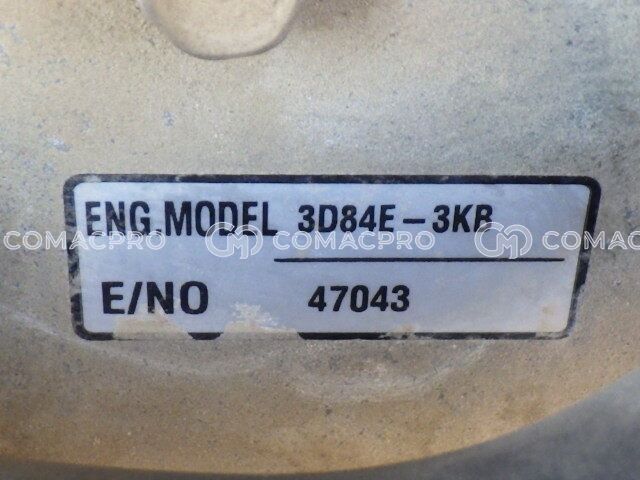 ENG.MODEL 3D84E-3KB
COMACPRO COMACPRO COMACPRO
E/NO 47043